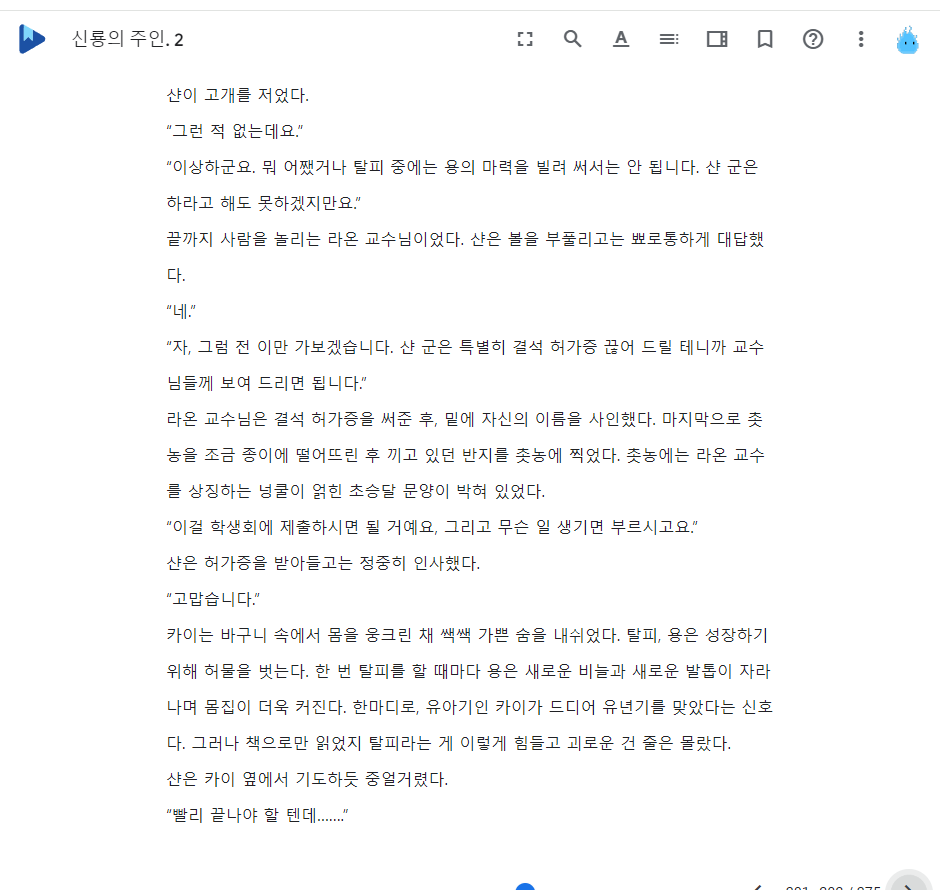 신룡의 주인. 2
샨이 고개를 저었다.
“그런 적 없는데요.”
“이상하군요. 뭐 어쨌거나 탈피 중에는 용의 마력을 빌려 써서는 안 됩니다. 샨 군은
하라고 해도 못하겠지만요.”
끝까지 사람을 놀리는 라온 교수님이었다. 샨은 볼을 부풀리고는 뾰로통하게 대답했
다.
“네.”
“자, 그럼 전 이만 가보겠습니다. 샨 군은 특별히 결석 허가증 끊어 드릴 테니까 교수
님들께 보여 드리면 됩니다.”
라온 교수님은 결석 허가증을 써준 후, 밑에 자신의 이름을 사인했다. 마지막으로 촛
농을 조금 종이에 떨어뜨린 후 끼고 있던 반지를 촛농에 찍었다. 촛농에는 라온 교수
를 상징하는 넝쿨이 얽힌 초승달 문양이 박혀 있었다.
“이걸 학생회에 제출하시면 될 거예요, 그리고 무슨 일 생기면 부르시고요.”
샨은 허가증을 받아들고는 정중히 인사했다.
“고맙습니다.”
카이는 바구니 속에서 몸을 웅크린 채 쌕쌕 가쁜 숨을 내쉬었다. 탈피, 용은 성장하기
위해 허물을 벗는다. 한 번 탈피를 할 때마다 용은 새로운 비늘과 새로운 발톱이 자라
나며 몸집이 더욱 커진다. 한마디로, 유아기인 카이가 드디어 유년기를 맞았다는 신호
다. 그러나 책으로만 읽었지 탈피라는 게 이렇게 힘들고 괴로운 건 줄은 몰랐다.
샨은 카이 옆에서 기도하듯 중얼거렸다.
“빨리 끝나야 할 텐데…….”